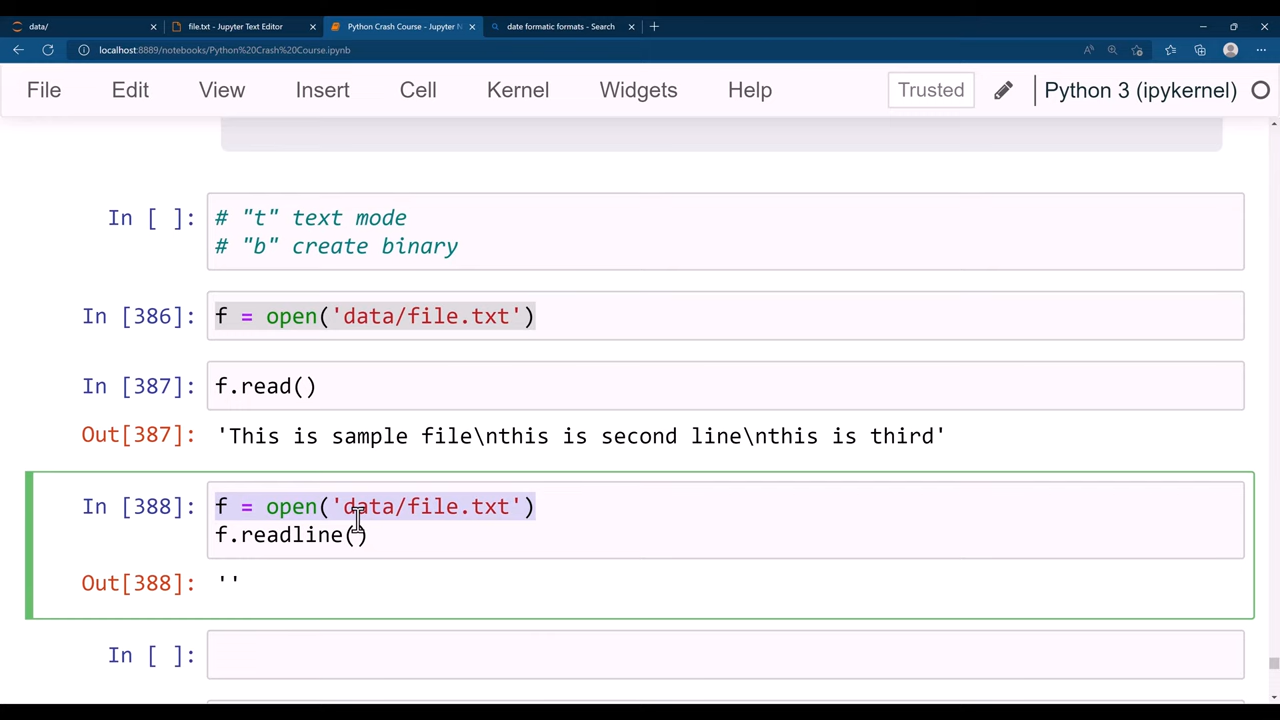 data/
file.txt - Jupyter Text Editor
Python Crash Course - Jupyter N
date formatic formats - Search
localhost:8889/notebooks/Python%20Crash%20Course.ipynb
File Edit View Insert Cell Kernel Widgets Help Trusted Python 3 (ipykernel)
In [ ]: # "t" text mode
# "b" create binary
In [386]: f = open('data/file.txt')
In [387]: f.read()
Out[387]: 'This is sample file\nthis is second line\nthis is third'
In [388]: f = open('data/file.txt')
f.readline()
Out[388]: ''
In [ ]: